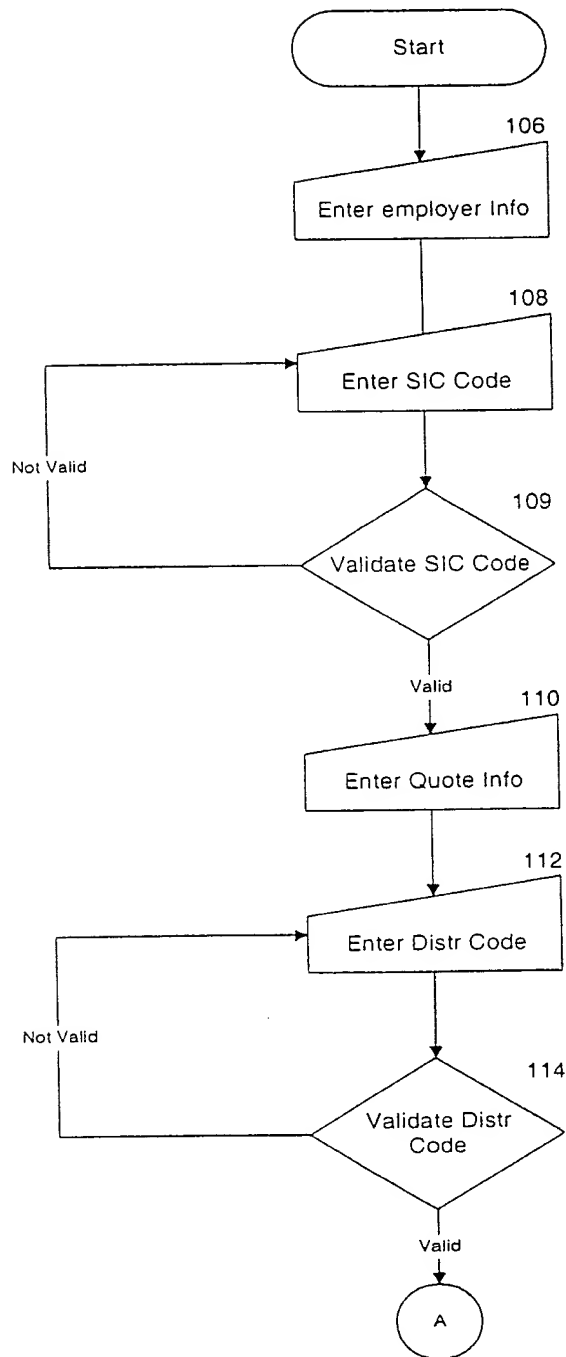 Start
106
Enter employer Info
108
Enter SIC Code
Not Valid
109
Validate SIC Code
Valid
110
Enter Quote Info
112
Enter Distr Code
Not Valid
114
Validate Distr
Code
Valid
A